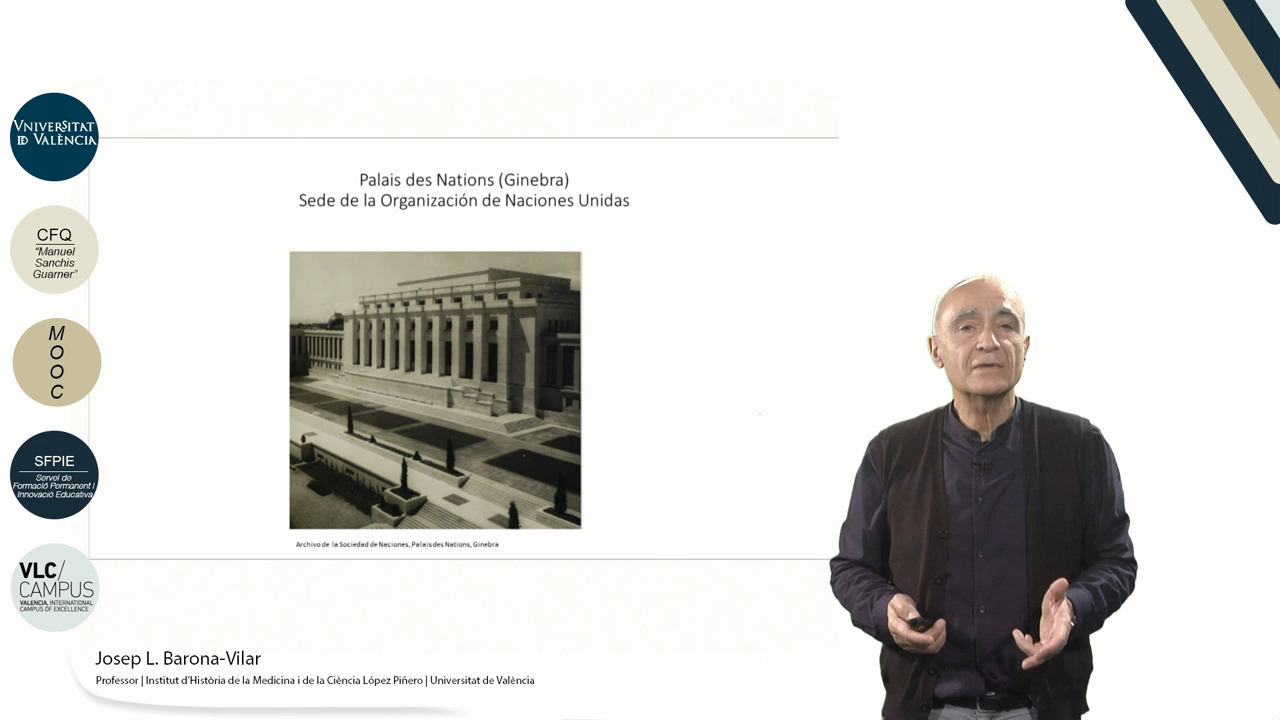 VNIVERSITAT
ID VALÈNCIA
CFQ
“Manuel
Sanchis
Guarner”
M
O
O
C
SFPIE
Servei de
Formació Permanent i
Innovació Educativa
VLC/
CAMPUS
VALENCIA, INTERNATIONAL
CAMPUS OF EXCELLENCE
Palais des Nations (Ginebra)
Sede de la Organización de Naciones Unidas
Archivo de la Sociedad de Naciones, Palais des Nations, Ginebra
Josep L. Barona-Vilar
Professor | Institut d’Història de la Medicina i de la Ciència López Piñero | Universitat de València